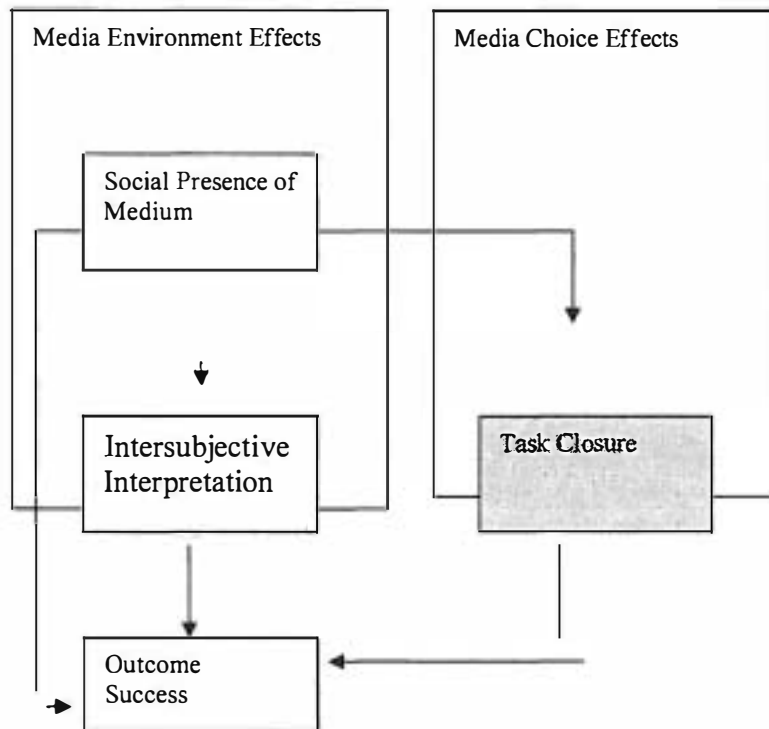 Media Environment Effects
Media Choice Effects
Social Presence of
Medium
Intersubjective
Interpretation
Task Closure
Outcome
Success